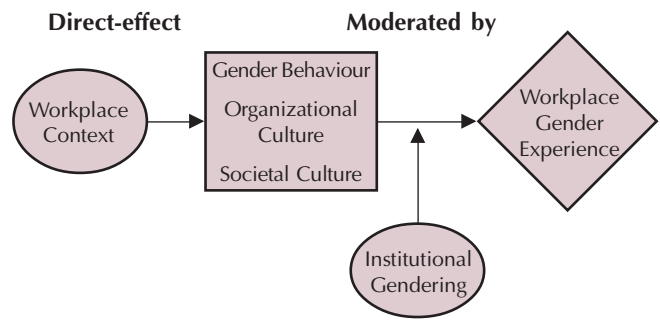 Direct-effect
Moderated by
Workplace
Context
Gender Behaviour
Organizational
Culture
Societal Culture
Workplace
Gender
Experience
Institutional
Gendering